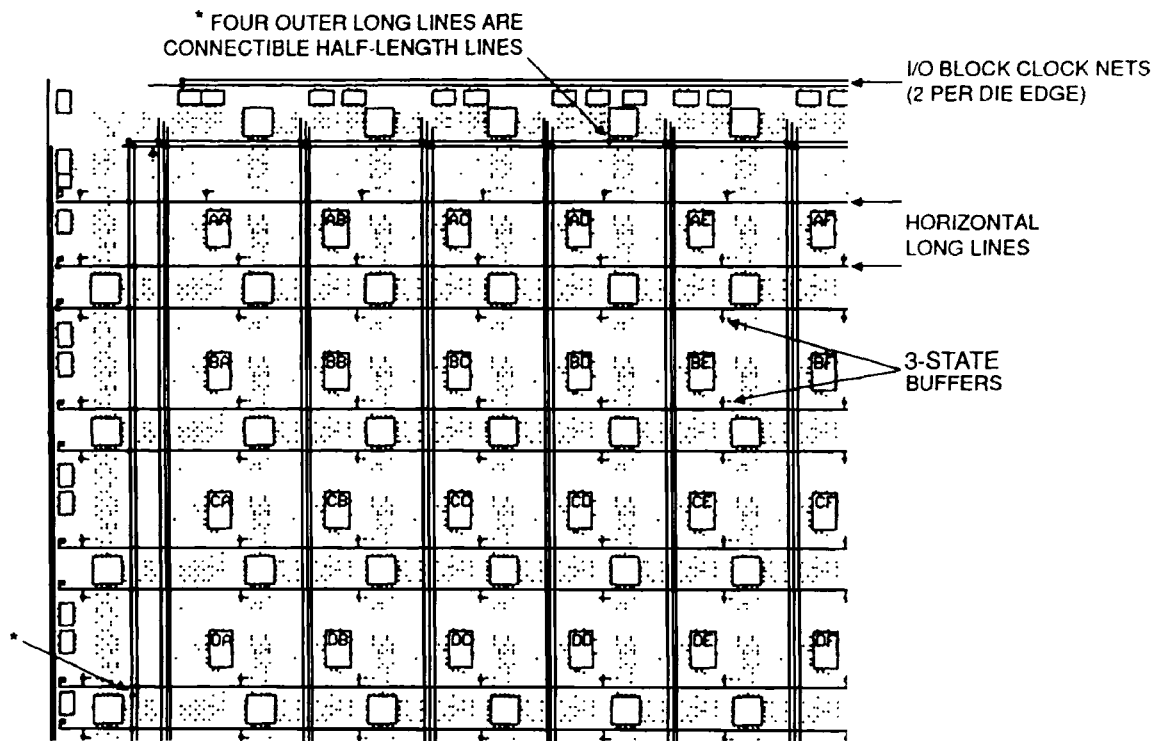 * FOUR OUTER LONG LINES ARE
CONNECTIBLE HALF-LENGTH LINES
I/O BLOCK CLOCK NETS
(2 PER DIE EDGE)
HORIZONTAL
LONG LINES
AA AB AC AD AE AF
3-STATE
BUFFERS
BA BB BC BD BE BF
CA CB CC CD CE CF
*
DA DB DC DD DE DF